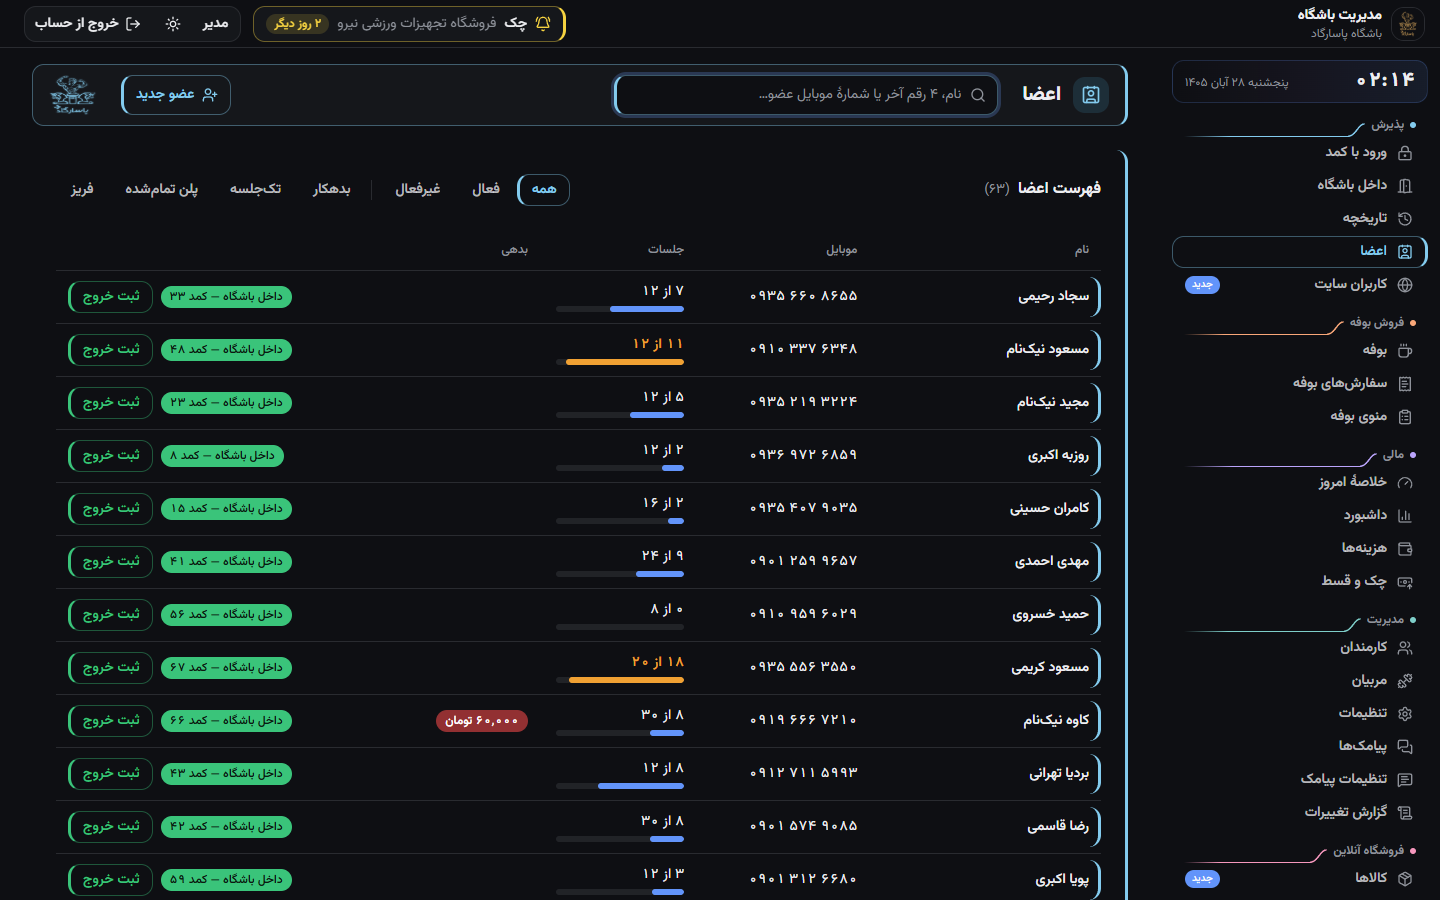 مدیریت باشگاه
باشگاه پاسارگاد
چک فروشگاه تجهیزات ورزشی نیرو ۲ روز دیگر
مدیر
خروج از حساب
۰۲:۱۴
پنجشنبه ۲۸ آبان ۱۴۰۵
پذیرش
ورود با کمد
داخل باشگاه
تاریخچه
اعضا
کاربران سایت جدید
فروش بوفه
بوفه
سفارش‌های بوفه
منوی بوفه
مالی
خلاصهٔ امروز
داشبورد
هزینه‌ها
چک و قسط
مدیریت
کارمندان
مربیان
تنظیمات
پیامک‌ها
تنظیمات پیامک
گزارش تغییرات
فروشگاه آنلاین
کالاها جدید
اعضا
نام، ۴ رقم آخر یا شمارهٔ موبایل عضو...
عضو جدید
پاسارگاد
فهرست اعضا (۶۳)
همه فعال غیرفعال بدهکار تک‌جلسه پلن تمام‌شده فریز
نام موبایل جلسات بدهی
سجاد رحیمی ۰۹۳۵ ۶۶۰ ۸۶۵۵ ۷ از ۱۲ داخل باشگاه — کمد ۳۳ ثبت خروج
مسعود نیک‌نام ۰۹۱۰ ۳۳۷ ۶۳۴۸ ۱۱ از ۱۲ داخل باشگاه — کمد ۴۸ ثبت خروج
مجید نیک‌نام ۰۹۳۵ ۲۱۹ ۳۲۲۴ ۵ از ۱۲ داخل باشگاه — کمد ۲۳ ثبت خروج
روزبه اکبری ۰۹۳۶ ۹۷۲ ۶۸۵۹ ۲ از ۱۲ داخل باشگاه — کمد ۸ ثبت خروج
کامران حسینی ۰۹۳۵ ۴۰۷ ۹۰۳۵ ۲ از ۱۶ داخل باشگاه — کمد ۱۵ ثبت خروج
مهدی احمدی ۰۹۰۱ ۲۵۹ ۹۶۵۷ ۹ از ۲۴ داخل باشگاه — کمد ۴۱ ثبت خروج
حمید خسروی ۰۹۱۰ ۹۵۹ ۶۰۲۹ ۰ از ۸ داخل باشگاه — کمد ۵۶ ثبت خروج
مسعود کریمی ۰۹۳۵ ۵۵۶ ۳۵۵۰ ۱۸ از ۲۰ داخل باشگاه — کمد ۶۷ ثبت خروج
کاوه نیک‌نام ۰۹۱۹ ۶۶۶ ۷۲۱۰ ۸ از ۳۰ ۶۰,۰۰۰ تومان داخل باشگاه — کمد ۶۶ ثبت خروج
بردیا تهرانی ۰۹۱۲ ۷۱۱ ۵۹۹۳ ۸ از ۱۲ داخل باشگاه — کمد ۴۳ ثبت خروج
رضا قاسمی ۰۹۰۱ ۵۷۴ ۹۰۸۵ ۸ از ۳۰ داخل باشگاه — کمد ۴۲ ثبت خروج
پویا اکبری ۰۹۰۱ ۳۱۲ ۶۶۸۰ ۳ از ۱۲ داخل باشگاه — کمد ۵۹ ثبت خروج